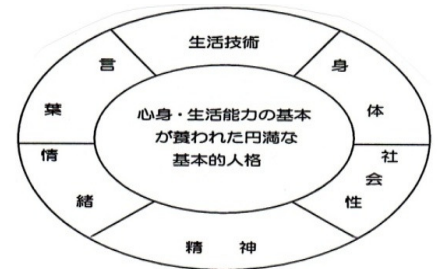 生活技術
身体
社会性
精神
情緒
言葉
心身・生活能力の基本
が養われた円満な
基本的人格